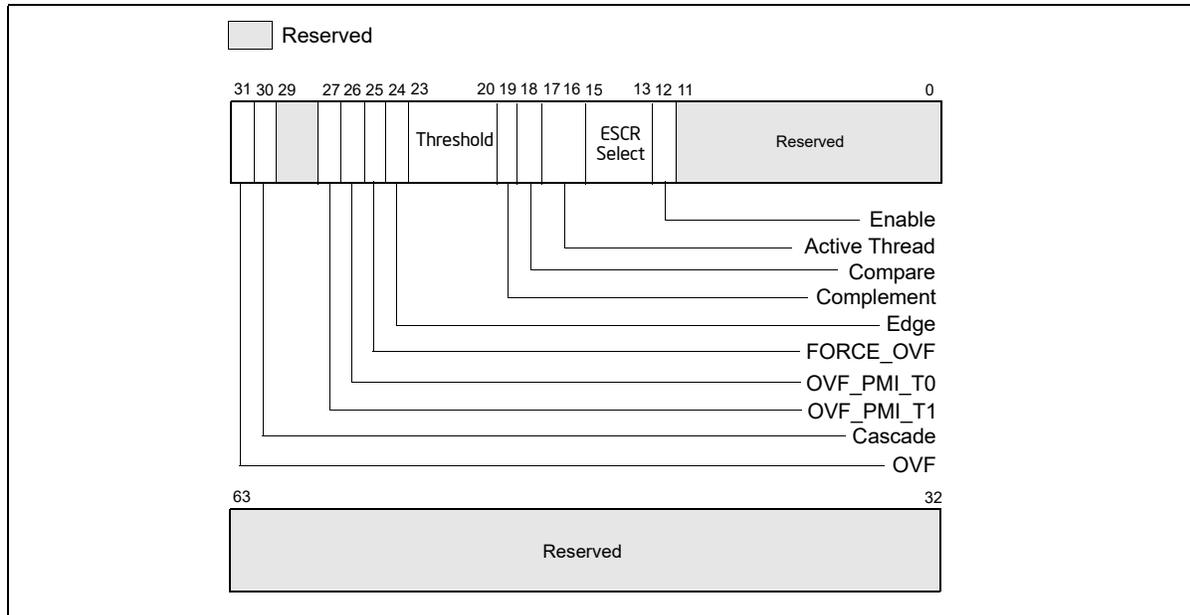 Reserved
31 30 29 27 26 25 24 23 20 19 18 17 16 15 13 12 11 0
Threshold
ESCR
Select
Reserved
Enable
Active Thread
Compare
Complement
Edge
FORCE_OVF
OVF_PMI_T0
OVF_PMI_T1
Cascade
OVF
63 32
Reserved